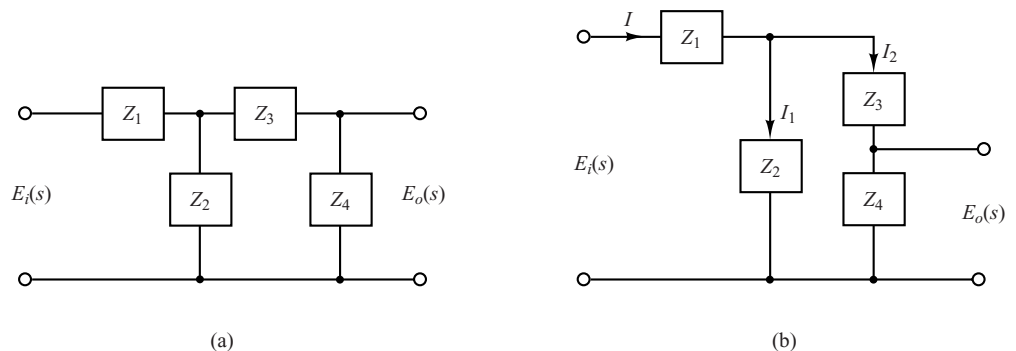 Z1 Z3
Ei(s) Z2 Z4 Eo(s)
(a)
I Z1 I2
Z3
I1
Ei(s) Z2
Z4 Eo(s)
(b)